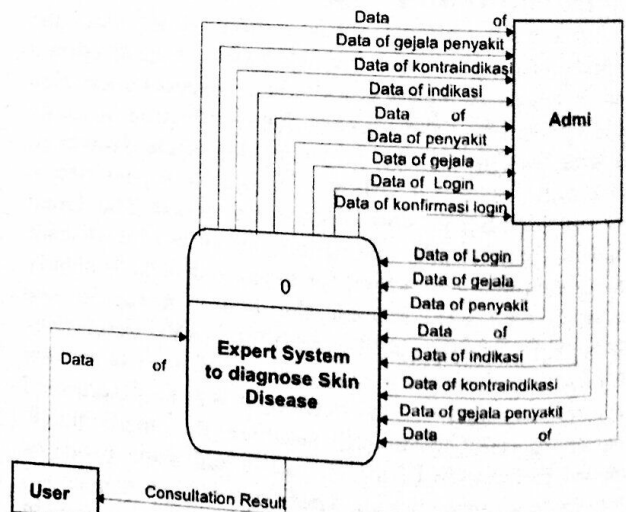 Data of
Data of gejala penyakit
Data of kontraindikasi
Data of indikasi
Data of
Data of penyakit
Data of gejala
Data of Login
Data of konfirmasi login
Admi
Data of Login
Data of gejala
Data of penyakit
Data of
Data of indikasi
Data of kontraindikasi
Data of gejala penyakit
Data of
0
Expert System
to diagnose Skin
Disease
Data of
User
Consultation Result